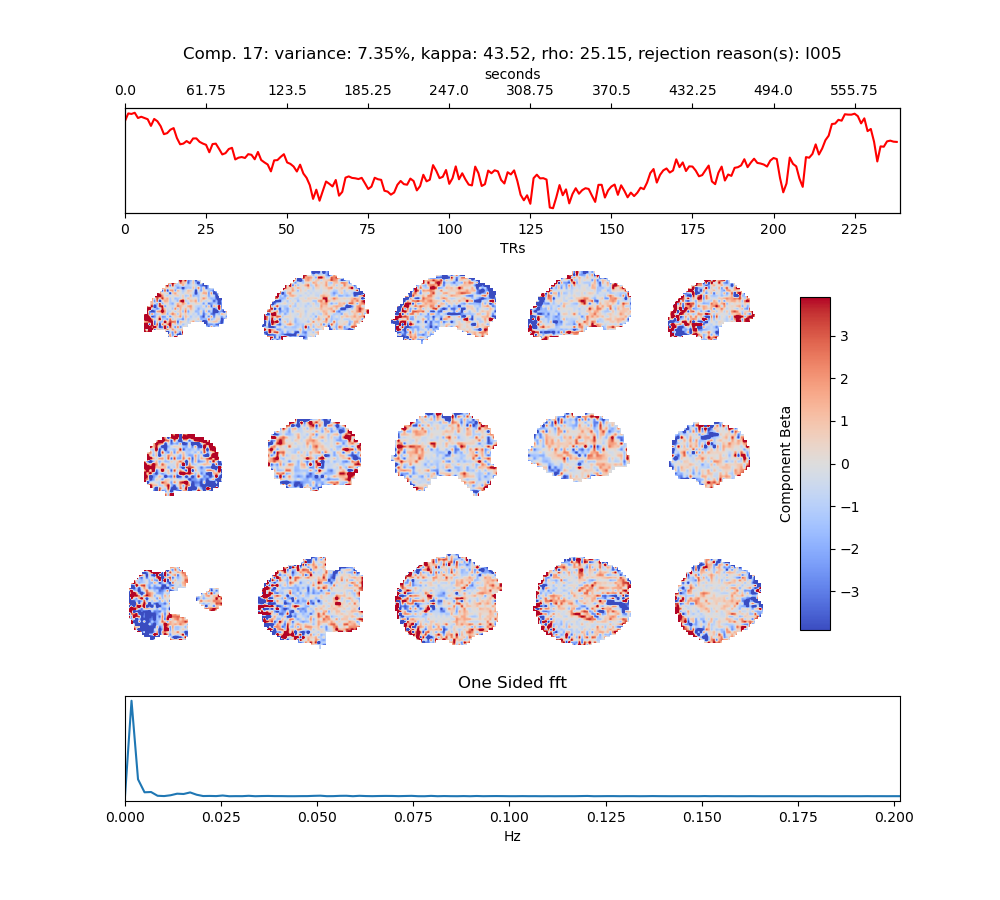 Comp. 17: variance: 7.35%, kappa: 43.52, rho: 25.15, rejection reason(s): I005
seconds
0.0 61.75 123.5 185.25 247.0 308.75 370.5 432.25 494.0 555.75
0 25 50 75 100 125 150 175 200 225
TRs
3
2
1
0
−1
−2
−3
Component Beta
One Sided fft
0.000 0.025 0.050 0.075 0.100 0.125 0.150 0.175 0.200
Hz